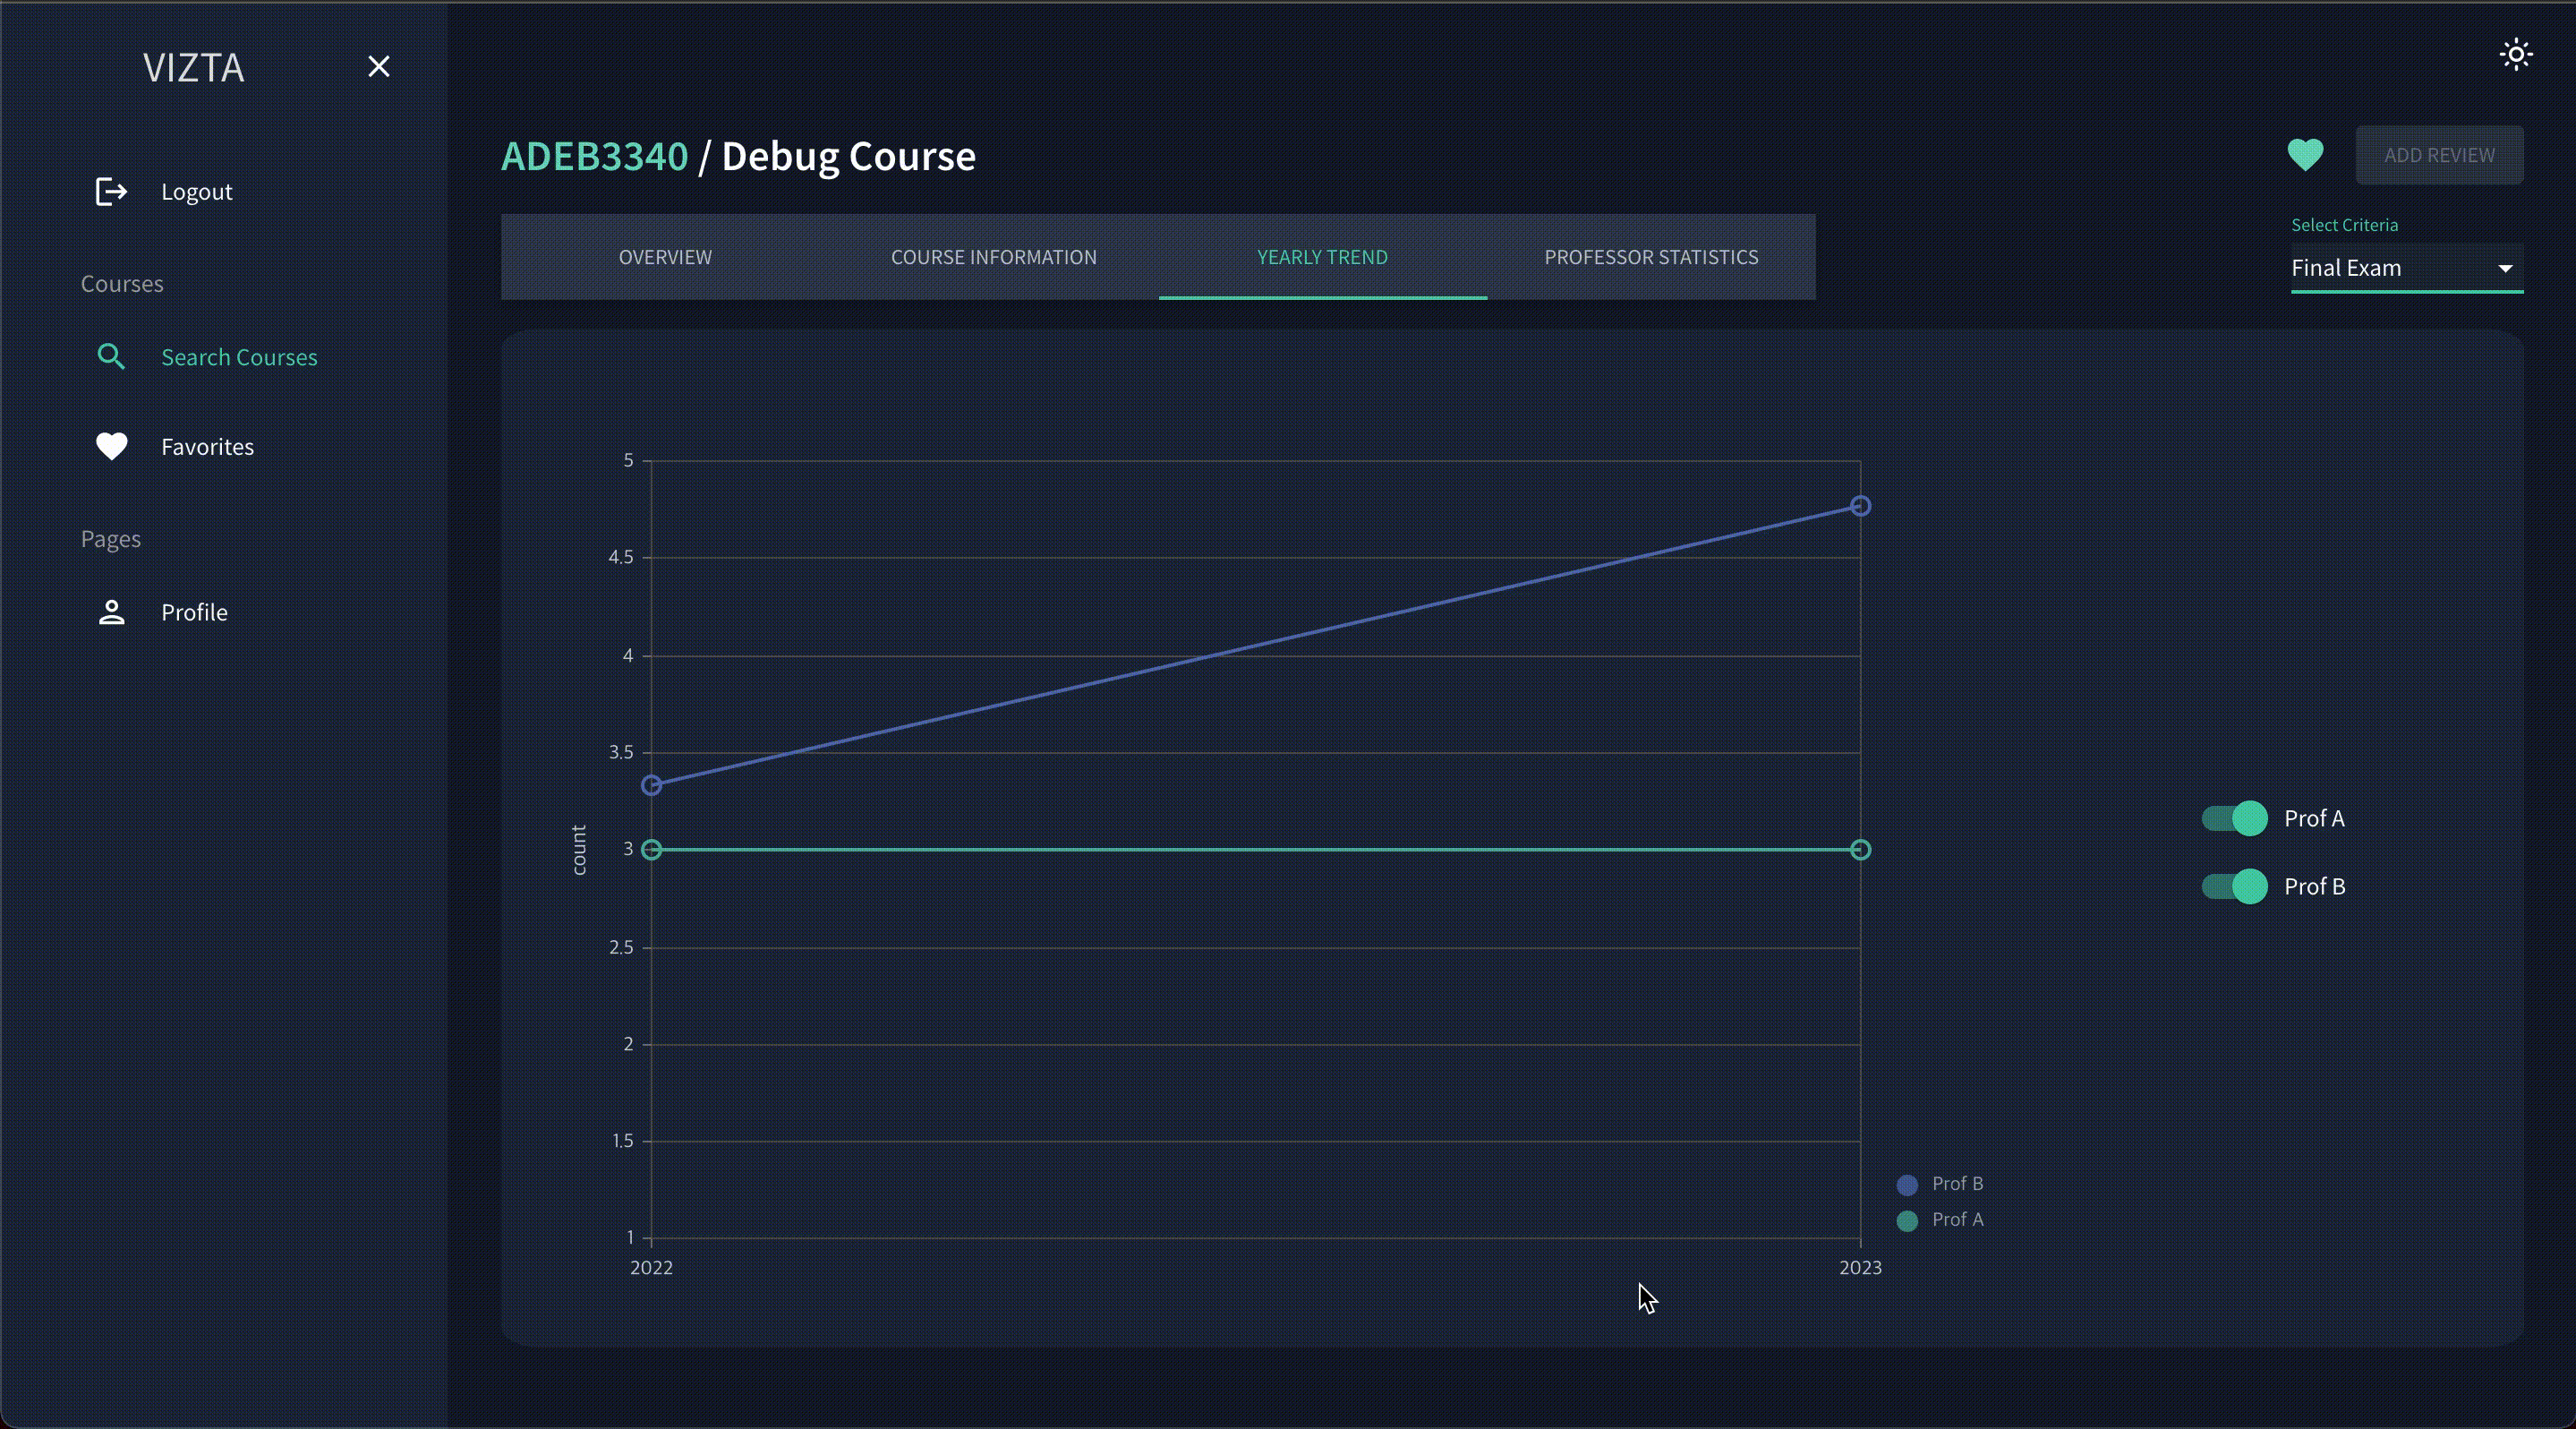 VIZTA
Logout
Courses
Search Courses
Favorites
Pages
Profile
ADEB3340 / Debug Course
ADD REVIEW
OVERVIEW
COURSE INFORMATION
YEARLY TREND
PROFESSOR STATISTICS
Select Criteria
Final Exam
count
5
4.5
4
3.5
3
2.5
2
1.5
1
2022
2023
Prof B
Prof A
Prof A
Prof B